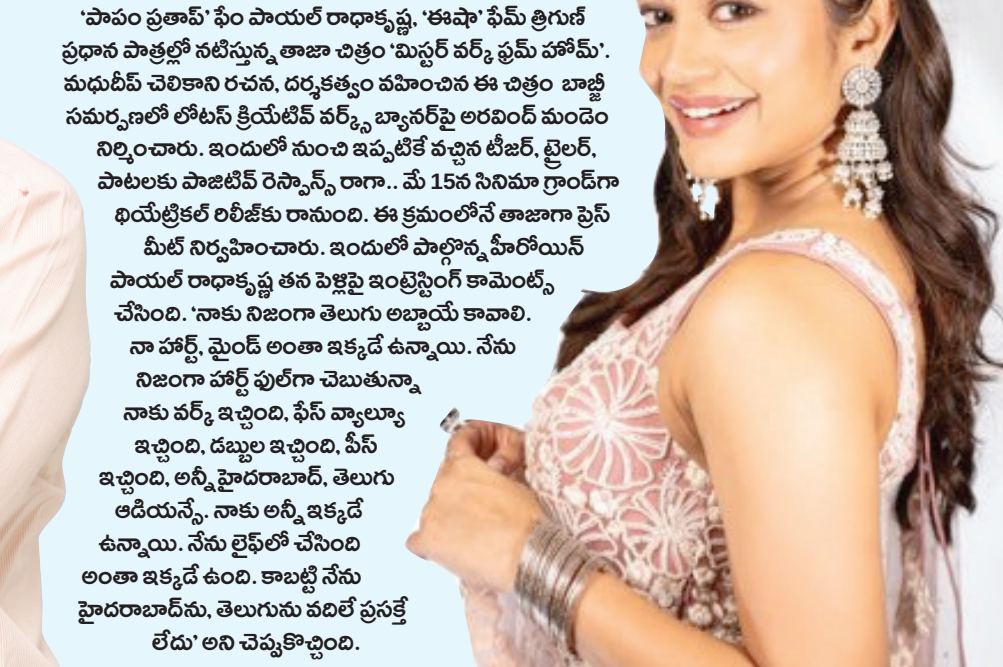 ‘పాపం ప్రతాప్’ ఫేం పాయల్ రాధాకృష్ణ, ‘ఈషా’ ఫేమ్ త్రిగుణ్
ప్రధాన పాత్రల్లో నటిస్తున్న తాజా చిత్రం ‘మిస్టర్ వర్క్ ఫ్రమ్ హోమ్’.
మధుదీప్ చెలికాని రచన, దర్శకత్వం వహించిన ఈ చిత్రం బాబ్జీ
సమర్పణలో లోటస్ క్రియేటివ్ వర్క్స్ బ్యానర్‌పై అరవింద్ మండెం
నిర్మించారు. ఇందులో నుంచి ఇప్పటికే వచ్చిన టీజర్, ట్రైలర్,
పాటలకు పాజిటివ్ రెస్పాన్స్ రాగా.. మే 15న సినిమా గ్రాండ్‌గా
థియేట్రికల్ రిలీజ్‌కు రానుంది. ఈ క్రమంలోనే తాజాగా ప్రెస్
మీట్ నిర్వహించారు. ఇందులో పాల్గొన్న హీరోయిన్
పాయల్ రాధాకృష్ణ తన పెళ్లిపై ఇంట్రెస్టింగ్ కామెంట్స్
చేసింది. ‘నాకు నిజంగా తెలుగు అబ్బాయే కావాలి.
నా హార్ట్, మైండ్ అంతా ఇక్కడే ఉన్నాయి. నేను
నిజంగా హార్ట్ ఫుల్‌గా చెబుతున్నా
నాకు వర్క్ ఇచ్చింది, ఫేస్ వ్యాల్యూ
ఇచ్చింది, డబ్బుల ఇచ్చింది, పీస్
ఇచ్చింది, అన్నీ హైదరాబాద్, తెలుగు
ఆడియన్సే. నాకు అన్నీ ఇక్కడే
ఉన్నాయి. నేను లైఫ్‌లో చేసింది
అంతా ఇక్కడే ఉంది. కాబట్టి నేను
హైదరాబాద్‌ను, తెలుగును వదిలే ప్రసక్తే
లేదు’ అని చెప్పుకొచ్చింది.